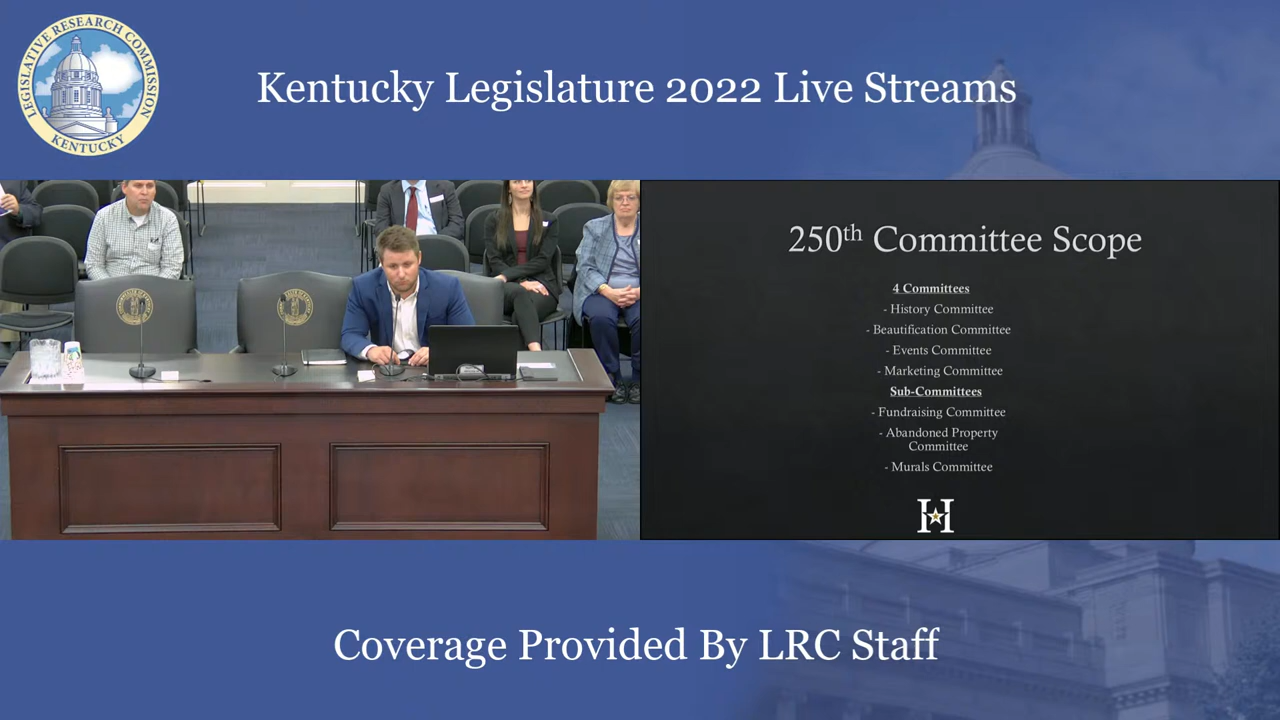 LEGISLATIVE RESEARCH COMMISSION
KENTUCKY
Kentucky Legislature 2022 Live Streams
250th Committee Scope
4 Committees
- History Committee
- Beautification Committee
- Events Committee
- Marketing Committee
Sub-Committees
- Fundraising Committee
- Abandoned Property
Committee
- Murals Committee
H
Coverage Provided By LRC Staff